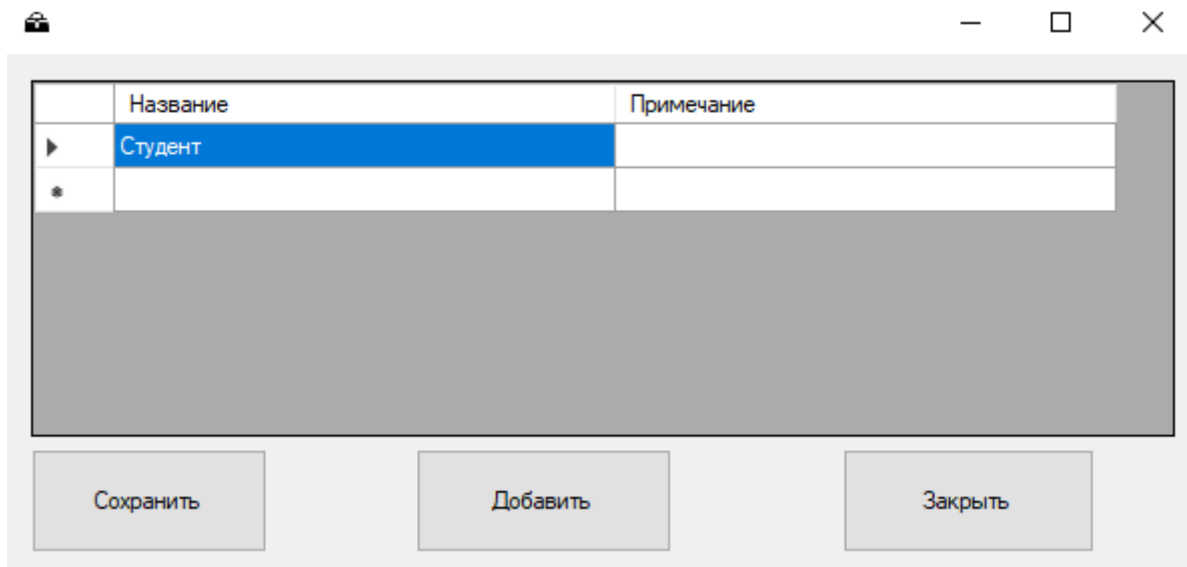 Название Примечание
Студент
Сохранить Добавить Закрыть